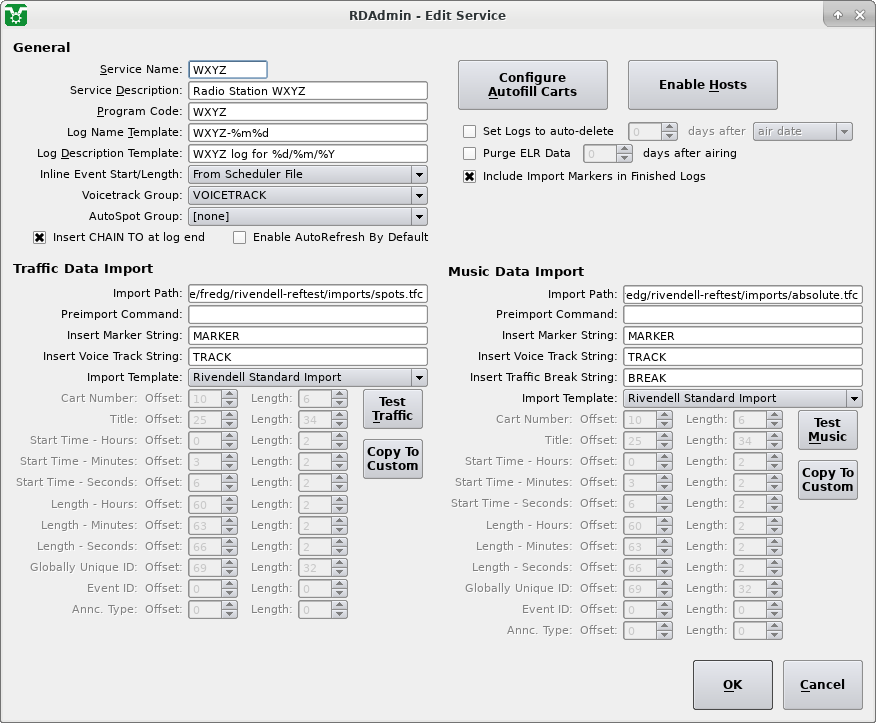 RDAdmin - Edit Service
General
Service Name: WXYZ
Service Description: Radio Station WXYZ
Program Code: WXYZ
Log Name Template: WXYZ-%m%d
Log Description Template: WXYZ log for %d/%m/%Y
Inline Event Start/Length: From Scheduler File
Voicetrack Group: VOICETRACK
AutoSpot Group: [none]
Insert CHAIN TO at log end Enable AutoRefresh By Default
Configure
Autofill Carts
Enable Hosts
Set Logs to auto-delete 0 days after air date
Purge ELR Data 0 days after airing
Include Import Markers in Finished Logs
Traffic Data Import
Import Path: e/fredg/rivendell-reftest/imports/spots.tfc
Preimport Command:
Insert Marker String: MARKER
Insert Voice Track String: TRACK
Import Template: Rivendell Standard Import
Cart Number: Offset: 10 Length: 6
Title: Offset: 25 Length: 34
Start Time - Hours: Offset: 0 Length: 2
Start Time - Minutes: Offset: 3 Length: 2
Start Time - Seconds: Offset: 6 Length: 2
Length - Hours: Offset: 60 Length: 2
Length - Minutes: Offset: 63 Length: 2
Length - Seconds: Offset: 66 Length: 2
Globally Unique ID: Offset: 69 Length: 32
Event ID: Offset: 0 Length: 0
Annc. Type: Offset: 0 Length: 0
Test
Traffic
Copy To
Custom
Music Data Import
Import Path: edg/rivendell-reftest/imports/absolute.tfc
Preimport Command:
Insert Marker String: MARKER
Insert Voice Track String: TRACK
Insert Traffic Break String: BREAK
Import Template: Rivendell Standard Import
Cart Number: Offset: 10 Length: 6
Title: Offset: 25 Length: 34
Start Time - Hours: Offset: 0 Length: 2
Start Time - Minutes: Offset: 3 Length: 2
Start Time - Seconds: Offset: 6 Length: 2
Length - Hours: Offset: 60 Length: 2
Length - Minutes: Offset: 63 Length: 2
Length - Seconds: Offset: 66 Length: 2
Globally Unique ID: Offset: 69 Length: 32
Event ID: Offset: 0 Length: 0
Annc. Type: Offset: 0 Length: 0
Test
Music
Copy To
Custom
OK
Cancel